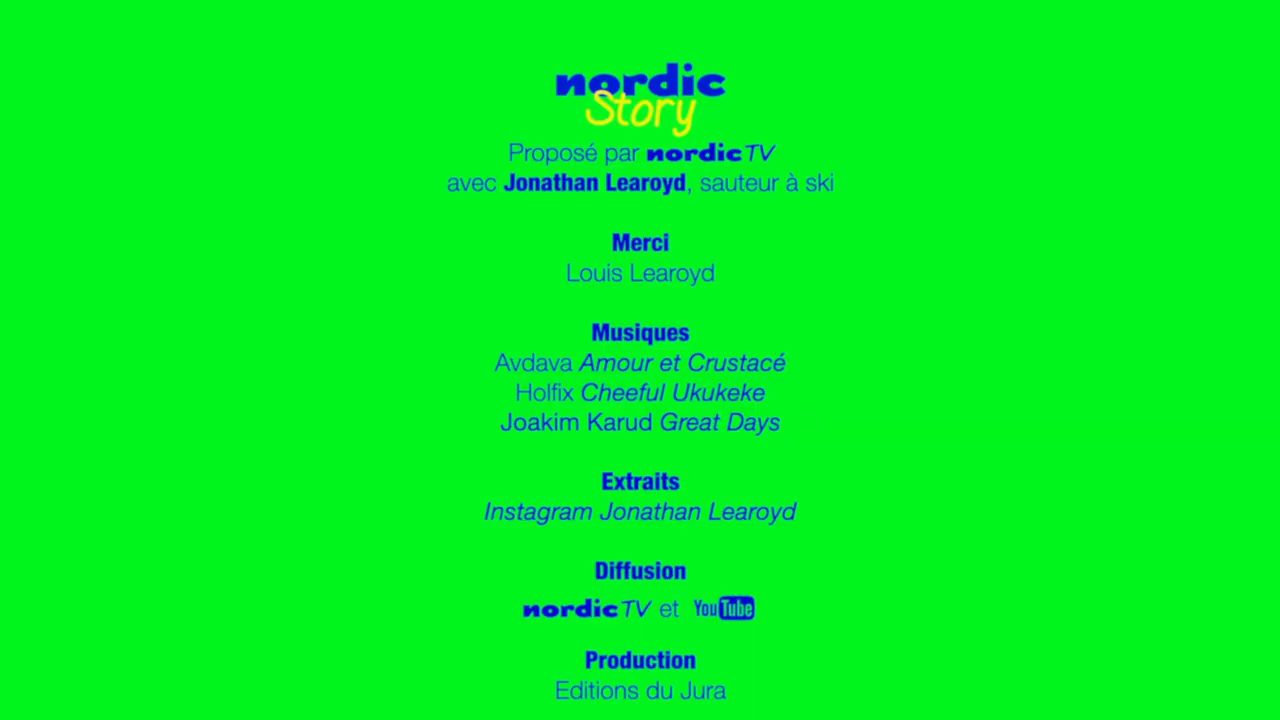 nordic
Story
Proposé par nordicTV
avec Jonathan Learoyd, sauteur à ski
Merci
Louis Learoyd
Musiques
Avdava Amour et Crustacé
Holfix Cheeful Ukukeke
Joakim Karud Great Days
Extraits
Instagram Jonathan Learoyd
Diffusion
nordicTV et YouTube
Production
Editions du Jura